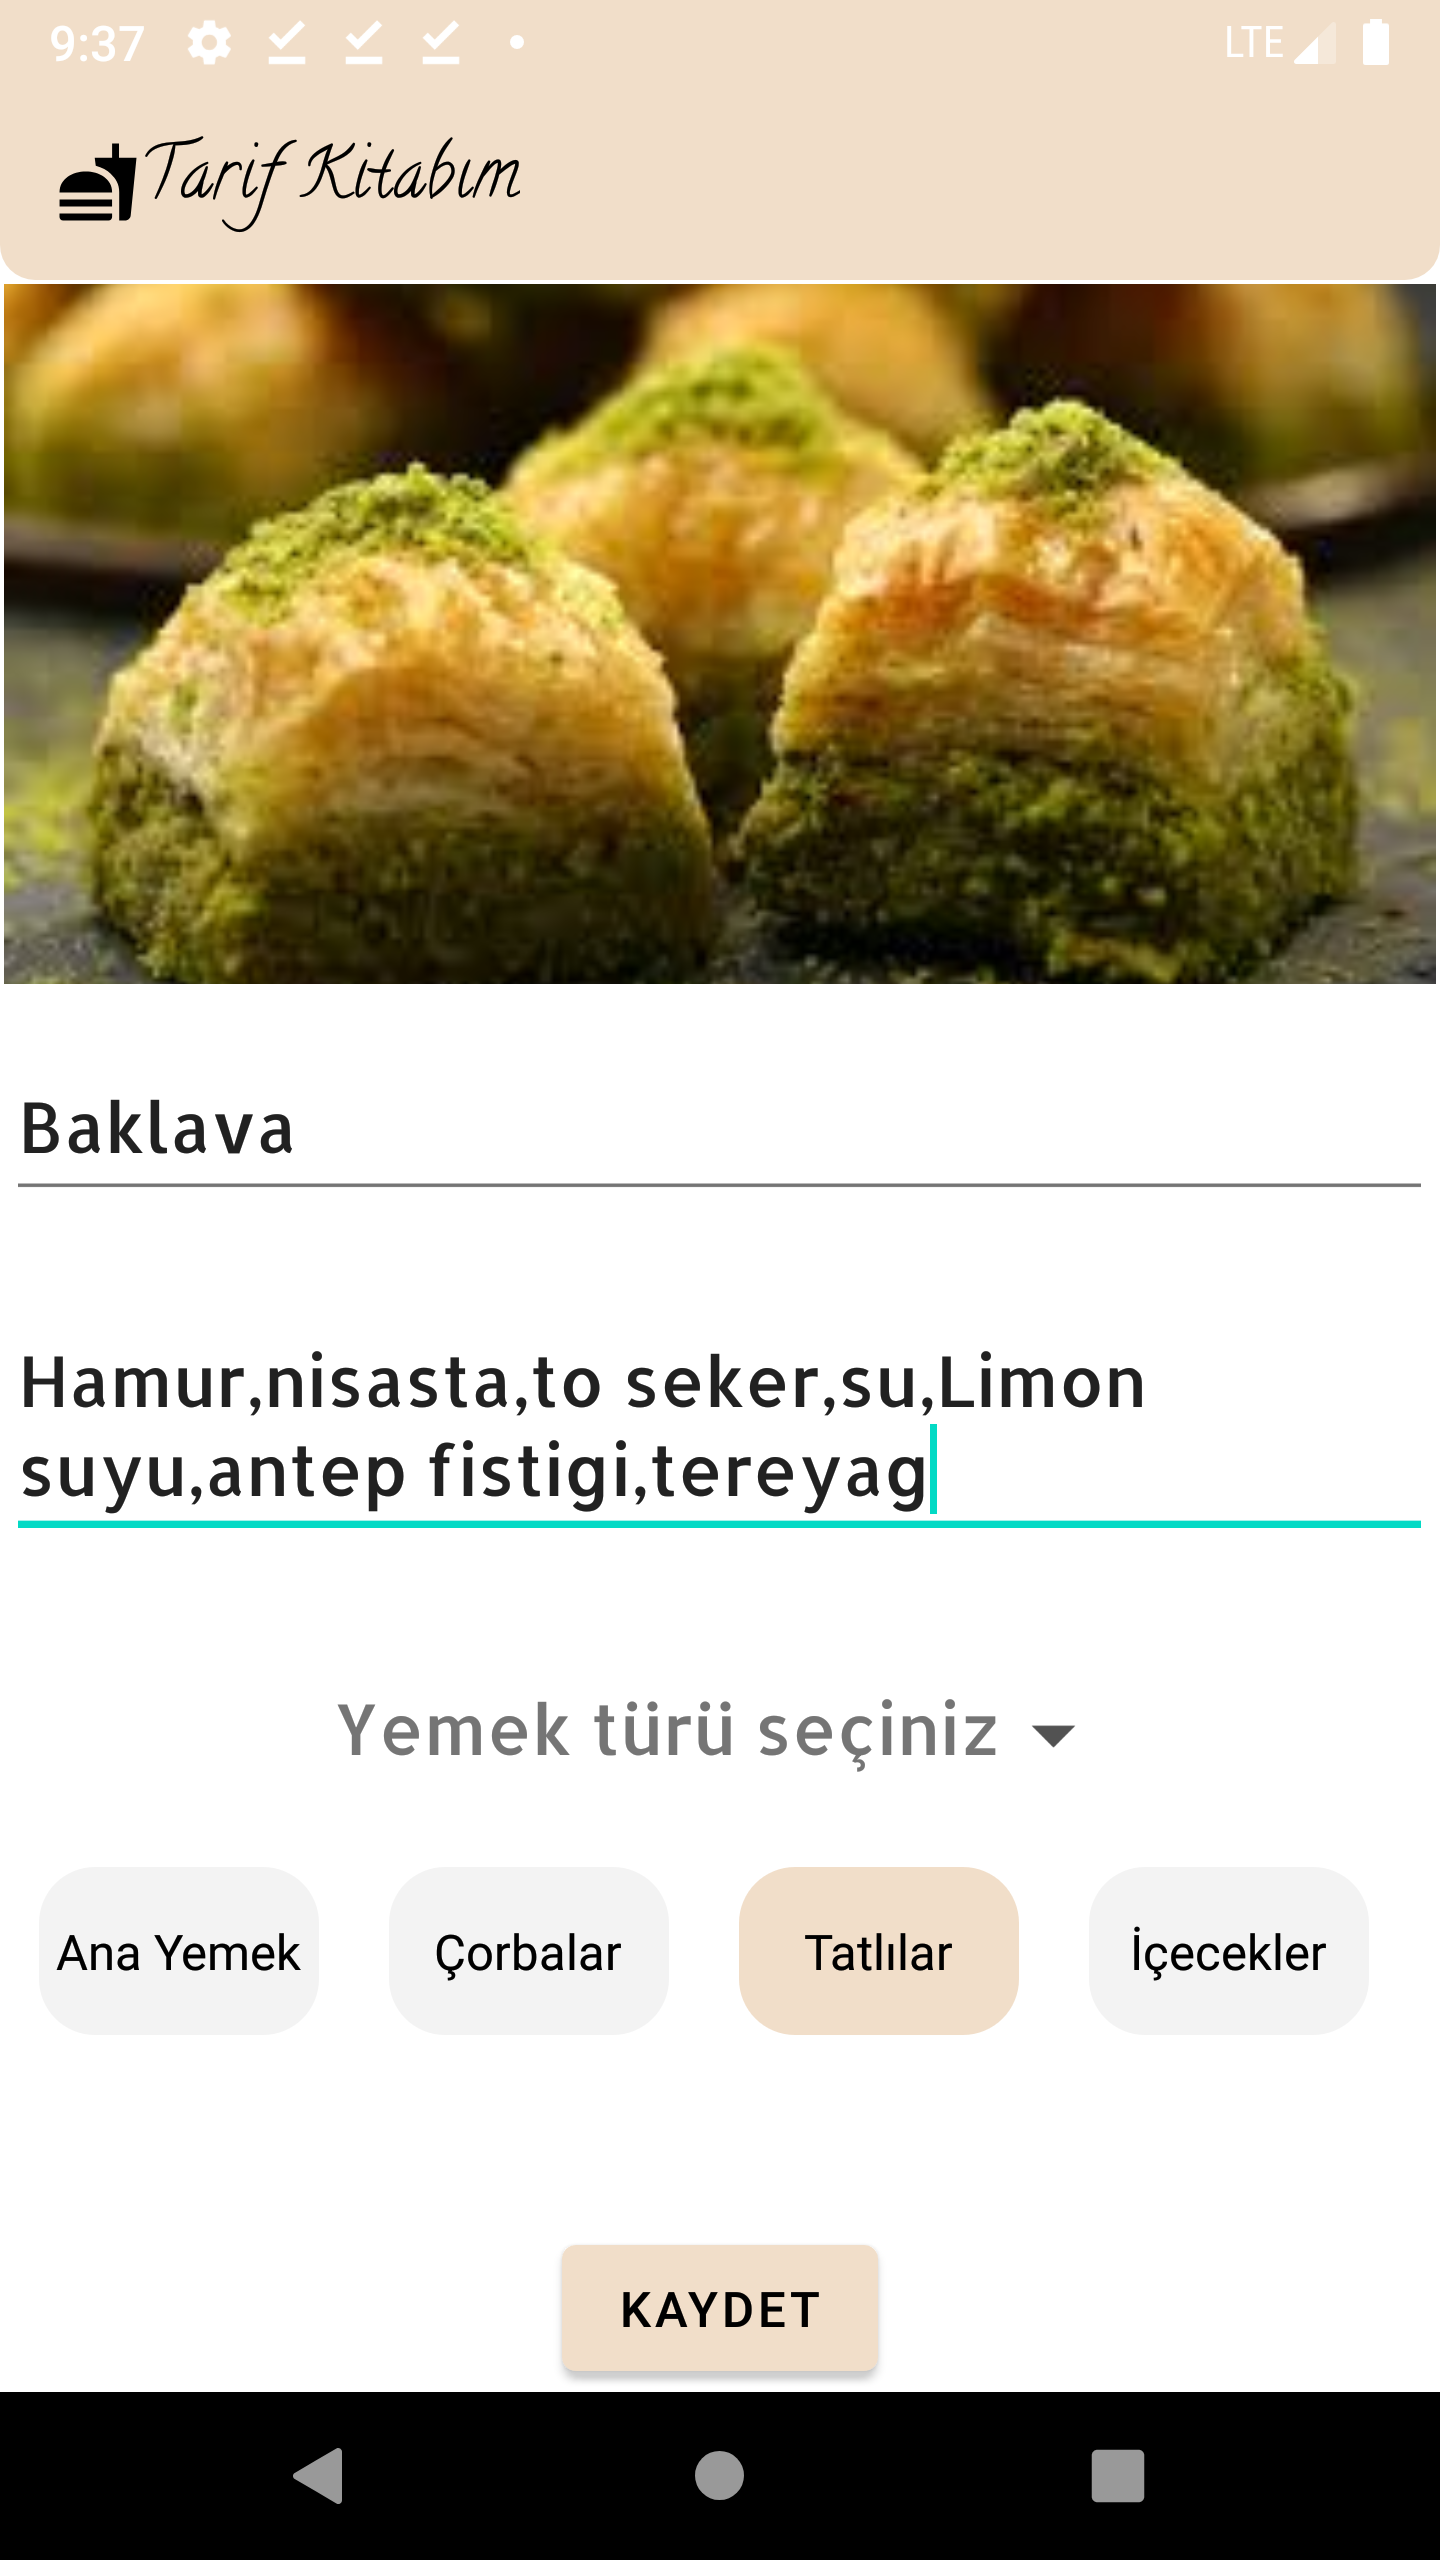 9:37
LTE
Tarif Kitabım
Baklava
Hamur,nisasta,to seker,su,Limon
suyu,antep fistigi,tereyag
Yemek türü seçiniz
Ana Yemek Çorbalar Tatlılar İçecekler
KAYDET